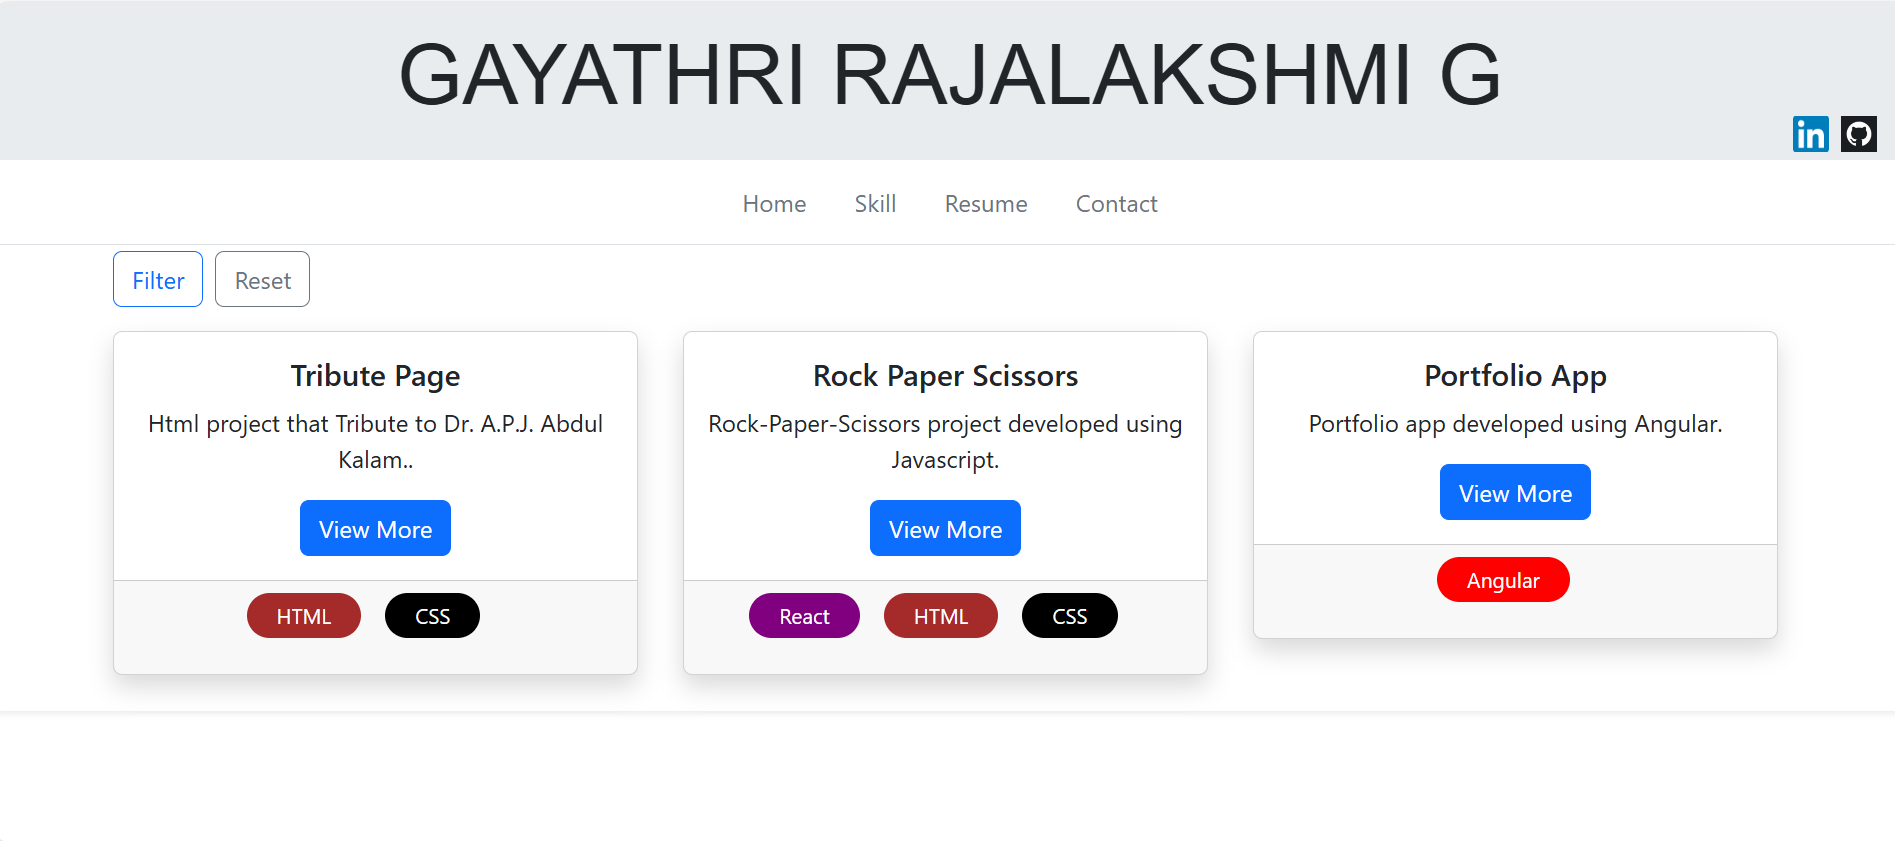 GAYATHRI RAJALAKSHMI G
in
Home Skill Resume Contact
Filter Reset
Tribute Page
Html project that Tribute to Dr. A.P.J. Abdul
Kalam..
View More
HTML CSS
Rock Paper Scissors
Rock-Paper-Scissors project developed using
Javascript.
View More
React HTML CSS
Portfolio App
Portfolio app developed using Angular.
View More
Angular